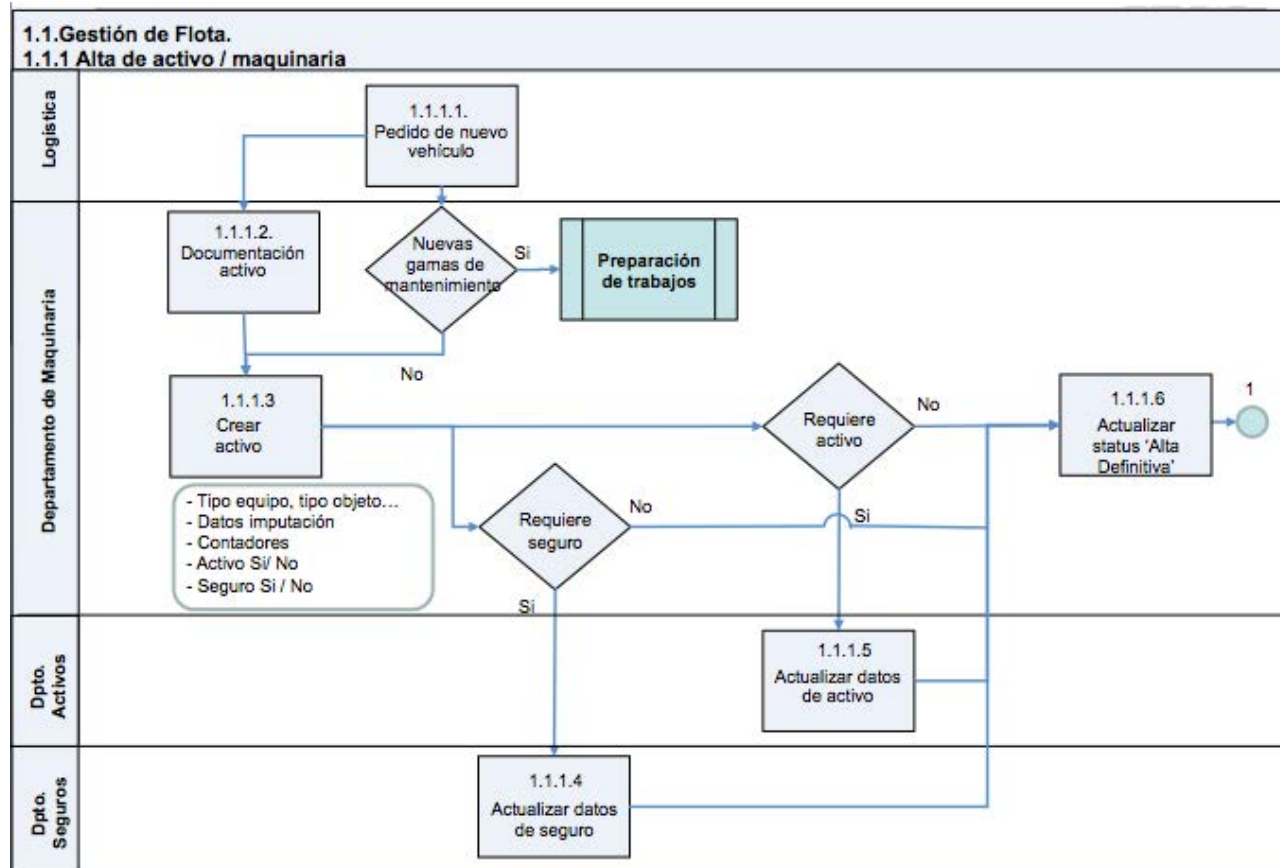 1.1.Gestión de Flota.
1.1.1 Alta de activo / maquinaria
Logística
1.1.1.1.
Pedido de nuevo
vehículo
Departamento de Maquinaria
1.1.1.2.
Documentación
activo
Nuevas
gamas de
mantenimiento
Si
Preparación
de trabajos
No
1.1.1.3
Crear
activo
Requiere
activo
No
1.1.1.6
Actualizar
status 'Alta
Definitiva'
1
- Tipo equipo, tipo objeto...
- Datos imputación
- Contadores
- Activo Si/ No
- Seguro Si / No
Requiere
seguro
No
Si
Si
Dpto.
Activos
1.1.1.5
Actualizar datos
de activo
Dpto.
Seguros
1.1.1.4
Actualizar datos
de seguro